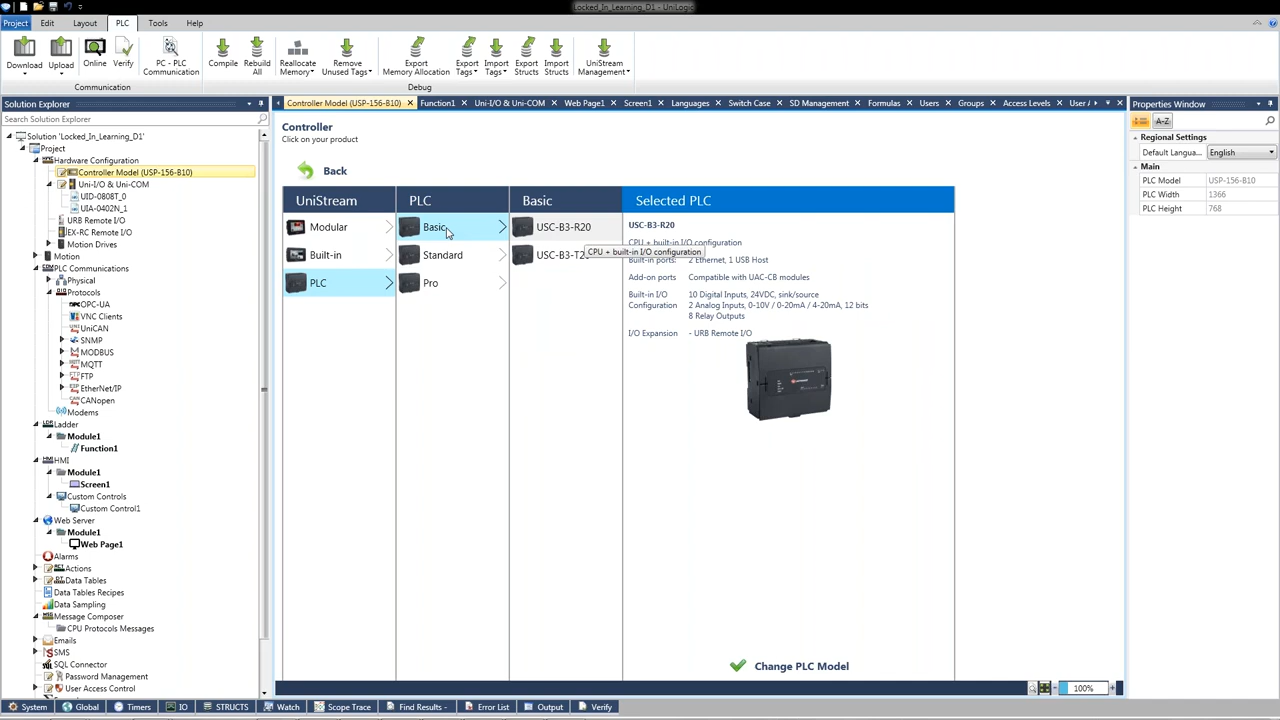 Locked_In_Learning_D1* - UniLogic
Project Edit Layout PLC Tools Help
Download Upload Online Verify PC - PLC Communication Compile Rebuild All Reallocate Memory Remove Unused Tags Export Memory Allocation Export Tags Import Tags Export Structs Import Structs UniStream Management
Communication Debug
Solution Explorer
Search Solution Explorer
Solution 'Locked_In_Learning_D1'
Project
Hardware Configuration
Controller Model (USP-156-B10)
Uni-I/O & Uni-COM
UID-0808T_0
UIA-0402N_1
URB Remote I/O
EX-RC Remote I/O
Motion Drives
Motion
PLC Communications
Physical
Protocols
OPC-UA
VNC Clients
UniCAN
SNMP
MODBUS
MQTT
FTP
EtherNet/IP
CANopen
Modems
Ladder
Module1
Function1
HMI
Module1
Screen1
Custom Controls
Custom Control1
Web Server
Module1
Web Page1
Alarms
Actions
Data Tables
Data Tables Recipes
Data Sampling
Message Composer
CPU Protocols Messages
Emails
SMS
SQL Connector
Password Management
User Access Control
Controller Model (USP-156-B10) Function1 Uni-I/O & Uni-COM Web Page1 Screen1 Languages Switch Case SD Management Formulas Users Groups Access Levels User A
Controller
Click on your product
Back
UniStream PLC Basic Selected PLC
Modular Basic USC-B3-R20
Built-in Standard
PLC Pro
USC-B3-R20
CPU + built-in I/O configuration
CPU + built-in I/O configuration
Built-in ports: 2 Ethernet, 1 USB Host
Add-on ports Compatible with UAC-CB modules
Built-in I/O Configuration 10 Digital Inputs, 24VDC, sink/source
2 Analog Inputs, 0-10V / 0-20mA / 4-20mA, 12 bits
8 Relay Outputs
I/O Expansion - URB Remote I/O
Change PLC Model
100%
Properties Window
A-Z
Regional Settings
Default Langua... English
Main
PLC Model USP-156-B10
PLC Width 1366
PLC Height 768
System Global Timers IO STRUCTS Watch Scope Trace Find Results - Error List Output Verify